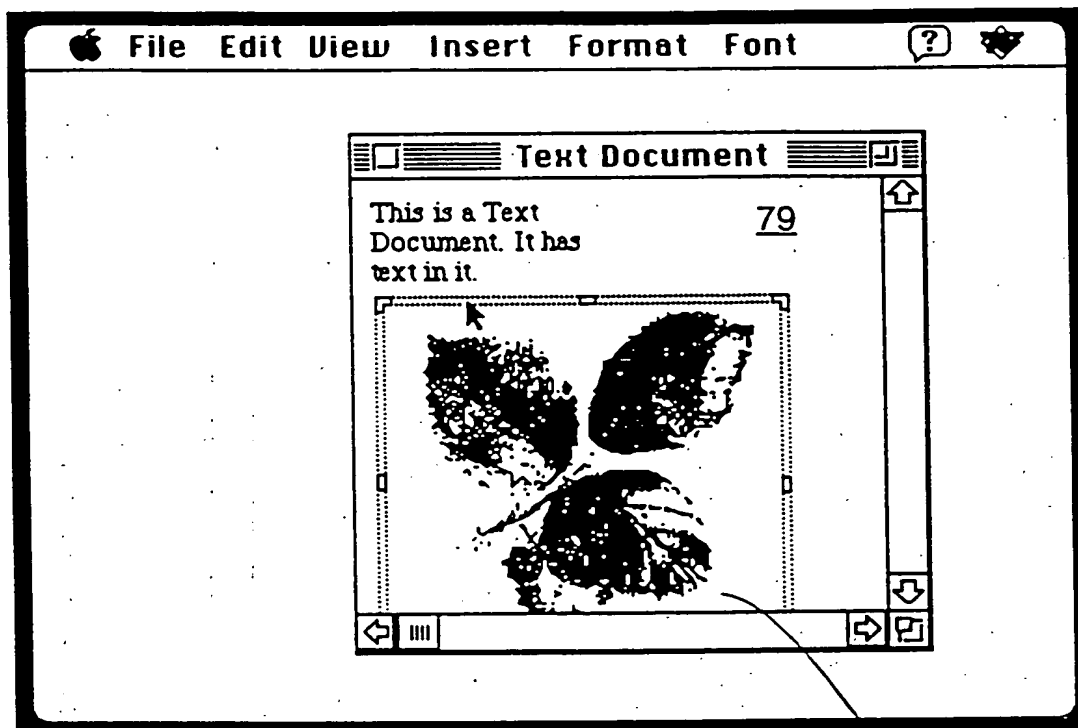 File Edit View Insert Format Font ?
Text Document
This is a Text
Document. It has
text in it.
79